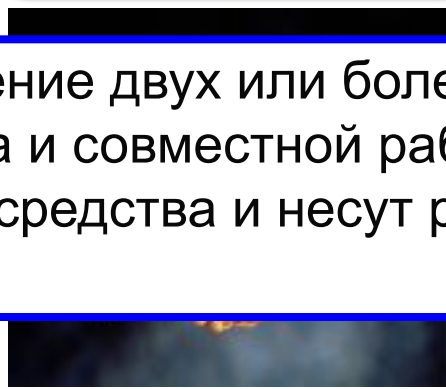 ение двух или боле
а и совместной раб
средства и несут р